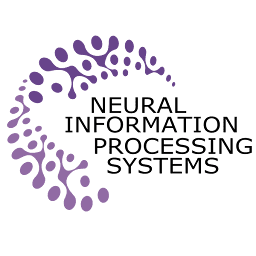 NEURAL
INFORMATION
PROCESSING
SYSTEMS